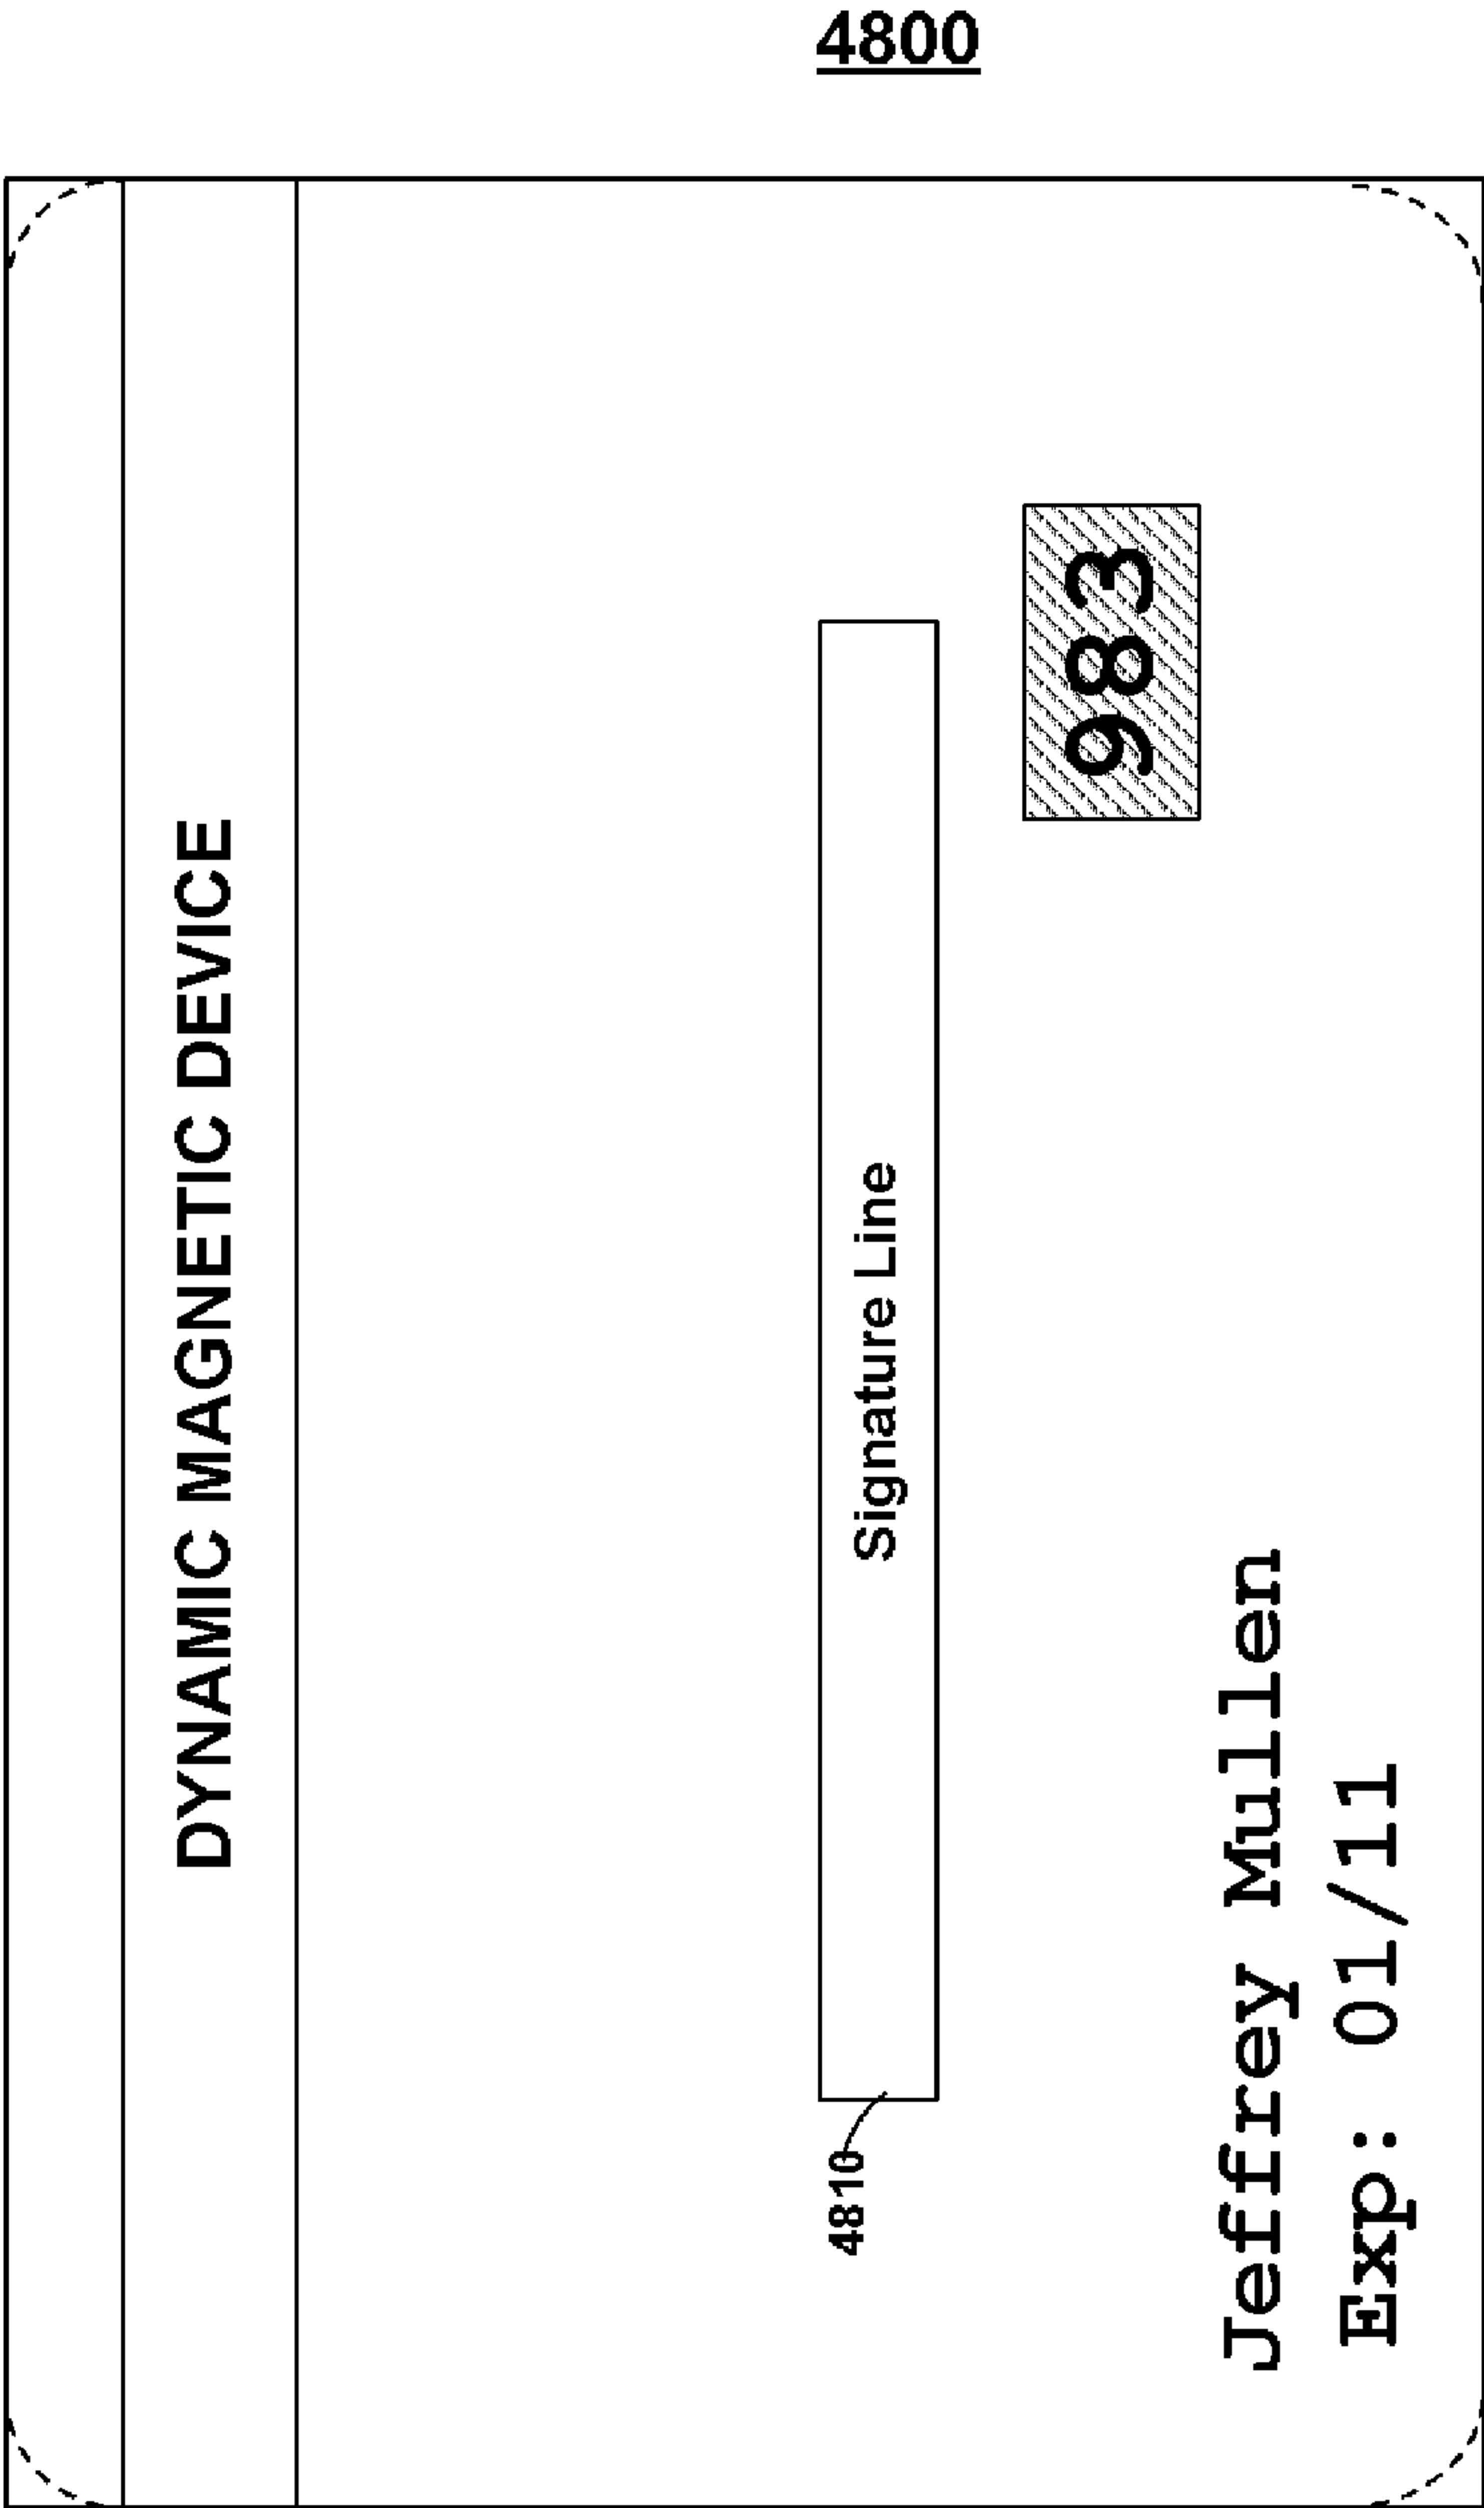 4800
DYNAMIC MAGNETIC DEVICE
4810
Signature Line
983
Jeffrey Mullen
Exp: 01/11